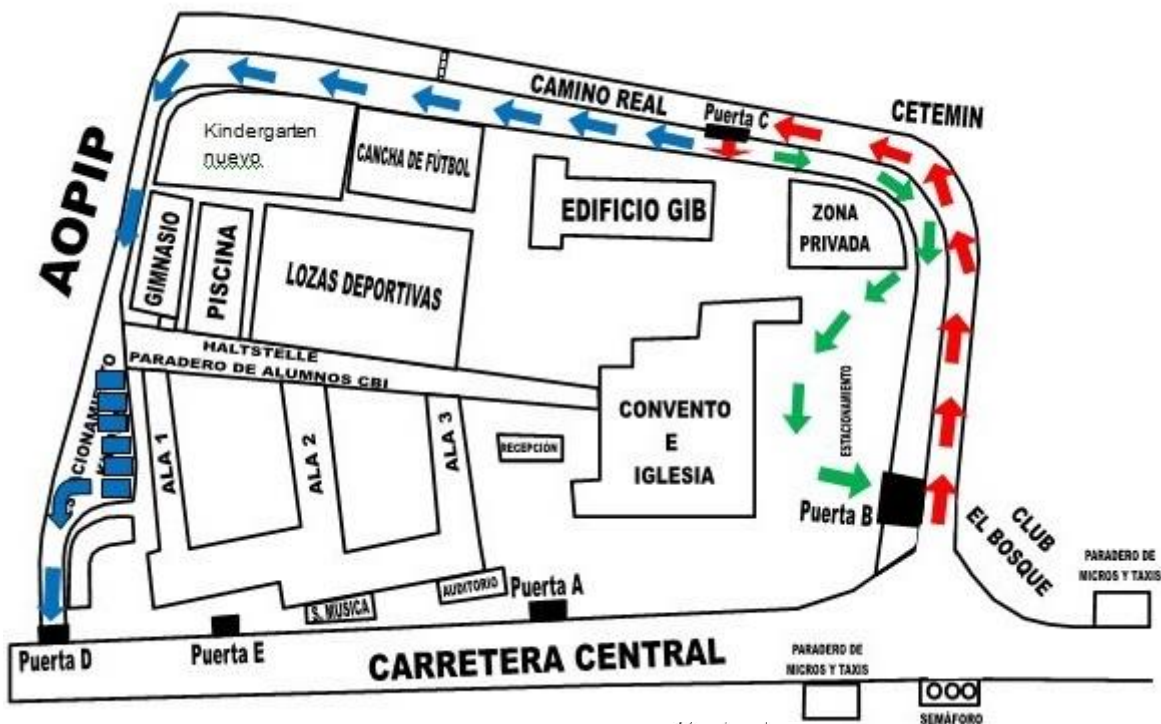 CAMINO REAL
Puerta C
CETEMIN
AOPIP
Kindergarten
nuevo
CANCHA DE FÚTBOL
EDIFICIO GIB
ZONA
PRIVADA
GIMNASIO
PISCINA
LOZAS DEPORTIVAS
HALTSTELLE
PARADERO DE ALUMNOS CBI
CONVENTO
E
IGLESIA
ESTACIONAMIENTO
ALA 1
ALA 2
ALA 3
RECEPCIÓN
Puerta B
CLUB
EL BOSQUE
PARADERO DE
MICROS Y TAXIS
AUDITORIO
S. MUSICA
Puerta A
Puerta D
Puerta E
CARRETERA CENTRAL
PARADERO DE
MICROS Y TAXIS
SEMÁFORO